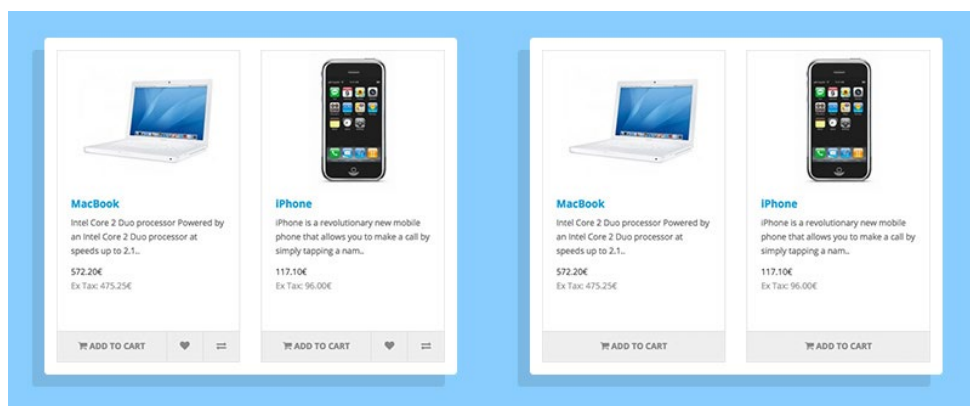 MacBook
Intel Core 2 Duo processor Powered by
an Intel Core 2 Duo processor at
speeds up to 2.1..
572.20€
Ex Tax: 475.25€
ADD TO CART
iPhone
iPhone is a revolutionary new mobile
phone that allows you to make a call by
simply tapping a nam..
117.10€
Ex Tax: 96.00€
ADD TO CART
MacBook
Intel Core 2 Duo processor Powered by
an Intel Core 2 Duo processor at
speeds up to 2.1..
572.20€
Ex Tax: 475.25€
ADD TO CART
iPhone
iPhone is a revolutionary new mobile
phone that allows you to make a call by
simply tapping a nam..
117.10€
Ex Tax: 96.00€
ADD TO CART